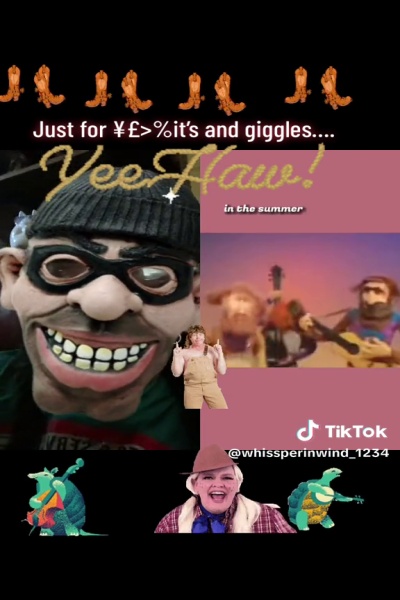 Just for ¥£>%it's and giggles....
YeeHaw!
in the summer
TikTok
@whissperinwind_1234